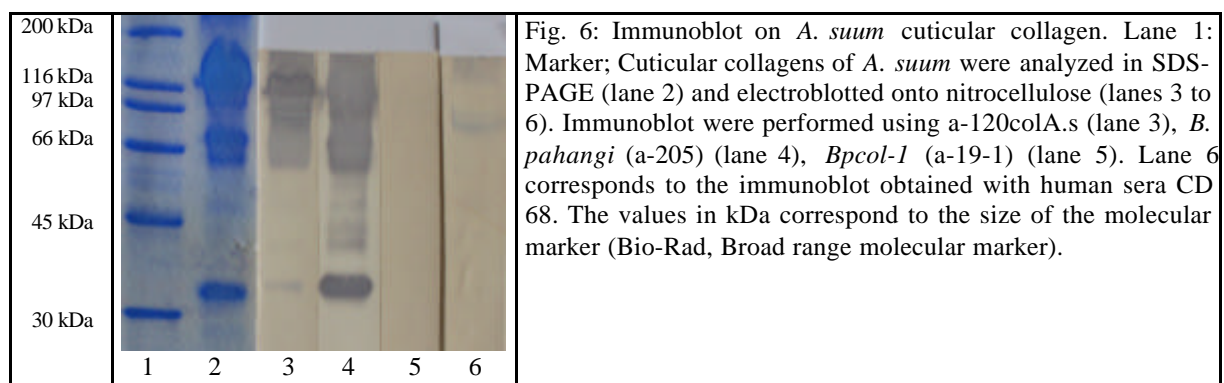 200 kDa
116 kDa
97 kDa
66 kDa
45 kDa
30 kDa
1 2 3 4 5 6
Fig. 6: Immunoblot on A. suum cuticular collagen. Lane 1:
Marker; Cuticular collagens of A. suum were analyzed in SDS-
PAGE (lane 2) and electroblotted onto nitrocellulose (lanes 3 to
6). Immunoblot were performed using a-120colA.s (lane 3), B.
pahangi (a-205) (lane 4), Bpcol-1 (a-19-1) (lane 5). Lane 6
corresponds to the immunoblot obtained with human sera CD
68. The values in kDa correspond to the size of the molecular
marker (Bio-Rad, Broad range molecular marker).